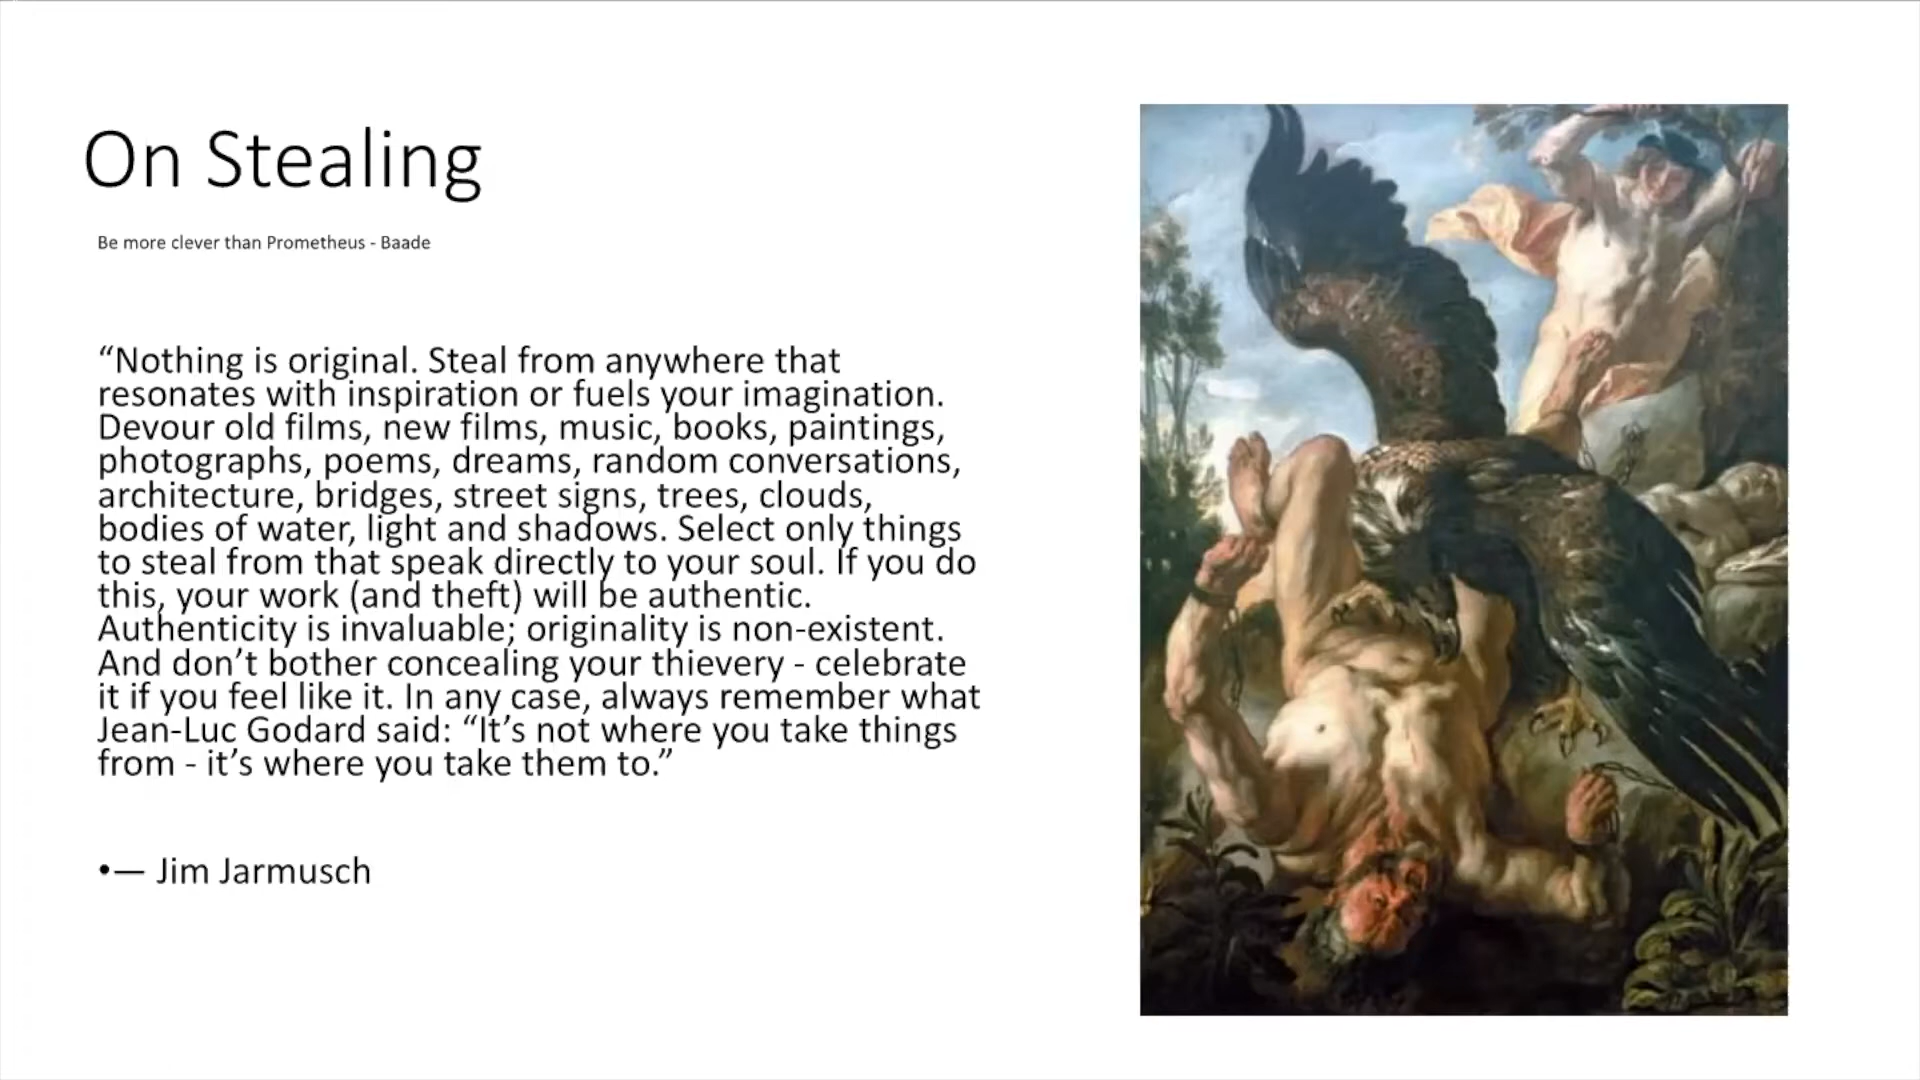 On Stealing
Be more clever than Prometheus - Baade
“Nothing is original. Steal from anywhere that
resonates with inspiration or fuels your imagination.
Devour old films, new films, music, books, paintings,
photographs, poems, dreams, random conversations,
architecture, bridges, street signs, trees, clouds,
bodies of water, light and shadows. Select only things
to steal from that speak directly to your soul. If you do
this, your work (and theft) will be authentic.
Authenticity is invaluable; originality is non-existent.
And don’t bother concealing your thievery - celebrate
it if you feel like it. In any case, always remember what
Jean-Luc Godard said: “It’s not where you take things
from - it’s where you take them to.”
•— Jim Jarmusch